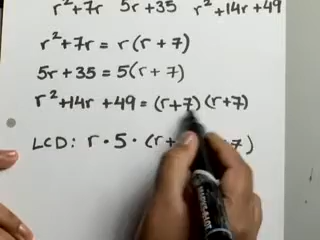 r²+7r 5r+35 r²+14r+49
r²+7r = r(r+7)
5r+35 = 5(r+7)
r²+14r+49 = (r+7)(r+7)
LCD: r·5·(r+ 7)